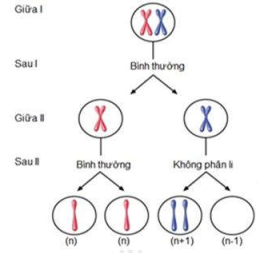 Giữa I
Sau I
Bình thường
Giữa II
Sau II
Bình thường
Không phân li
(n)
(n)
(n+1)
(n-1)